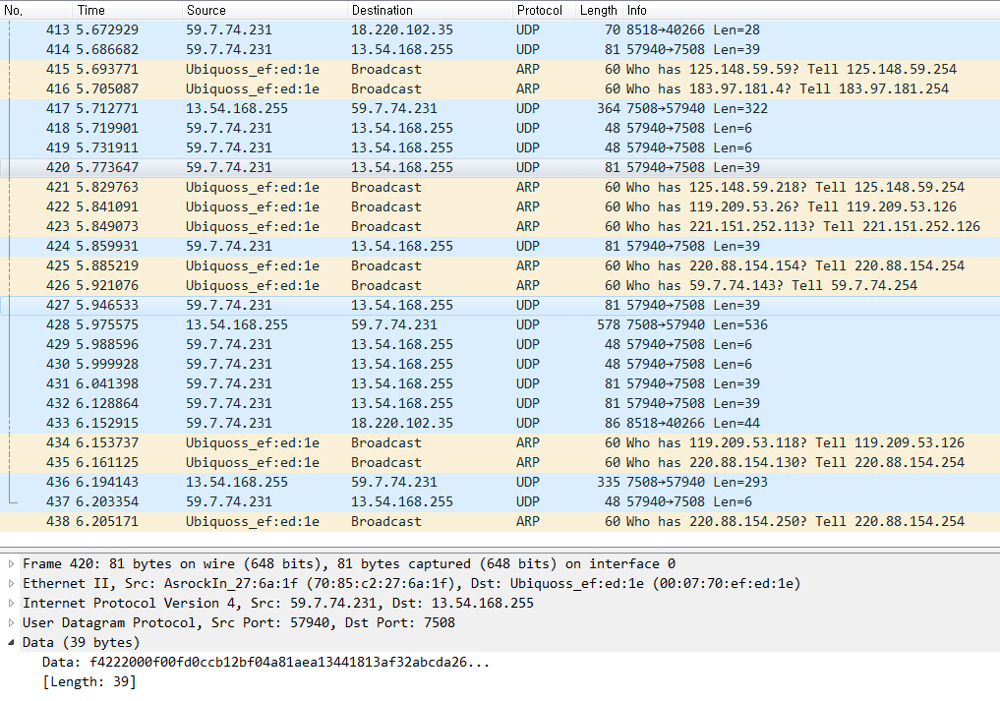 No. Time Source Destination Protocol Length Info
413 5.672929 59.7.74.231 18.220.102.35 UDP 70 8518→40266 Len=28
414 5.686682 59.7.74.231 13.54.168.255 UDP 81 57940→7508 Len=39
415 5.693771 Ubiquoss_ef:ed:1e Broadcast ARP 60 Who has 125.148.59.59? Tell 125.148.59.254
416 5.705087 Ubiquoss_ef:ed:1e Broadcast ARP 60 Who has 183.97.181.4? Tell 183.97.181.254
417 5.712771 13.54.168.255 59.7.74.231 UDP 364 7508→57940 Len=322
418 5.719901 59.7.74.231 13.54.168.255 UDP 48 57940→7508 Len=6
419 5.731911 59.7.74.231 13.54.168.255 UDP 48 57940→7508 Len=6
420 5.773647 59.7.74.231 13.54.168.255 UDP 81 57940→7508 Len=39
421 5.829763 Ubiquoss_ef:ed:1e Broadcast ARP 60 Who has 125.148.59.218? Tell 125.148.59.254
422 5.841091 Ubiquoss_ef:ed:1e Broadcast ARP 60 Who has 119.209.53.26? Tell 119.209.53.126
423 5.849073 Ubiquoss_ef:ed:1e Broadcast ARP 60 Who has 221.151.252.113? Tell 221.151.252.126
424 5.859931 59.7.74.231 13.54.168.255 UDP 81 57940→7508 Len=39
425 5.885219 Ubiquoss_ef:ed:1e Broadcast ARP 60 Who has 220.88.154.154? Tell 220.88.154.254
426 5.921076 Ubiquoss_ef:ed:1e Broadcast ARP 60 Who has 59.7.74.143? Tell 59.7.74.254
427 5.946533 59.7.74.231 13.54.168.255 UDP 81 57940→7508 Len=39
428 5.975575 13.54.168.255 59.7.74.231 UDP 578 7508→57940 Len=536
429 5.988596 59.7.74.231 13.54.168.255 UDP 48 57940→7508 Len=6
430 5.999928 59.7.74.231 13.54.168.255 UDP 48 57940→7508 Len=6
431 6.041398 59.7.74.231 13.54.168.255 UDP 81 57940→7508 Len=39
432 6.128864 59.7.74.231 13.54.168.255 UDP 81 57940→7508 Len=39
433 6.152915 59.7.74.231 18.220.102.35 UDP 86 8518→40266 Len=44
434 6.153737 Ubiquoss_ef:ed:1e Broadcast ARP 60 Who has 119.209.53.118? Tell 119.209.53.126
435 6.161125 Ubiquoss_ef:ed:1e Broadcast ARP 60 Who has 220.88.154.130? Tell 220.88.154.254
436 6.194143 13.54.168.255 59.7.74.231 UDP 335 7508→57940 Len=293
437 6.203354 59.7.74.231 13.54.168.255 UDP 48 57940→7508 Len=6
438 6.205171 Ubiquoss_ef:ed:1e Broadcast ARP 60 Who has 220.88.154.250? Tell 220.88.154.254
Frame 420: 81 bytes on wire (648 bits), 81 bytes captured (648 bits) on interface 0
Ethernet II, Src: AsrockIn_27:6a:1f (70:85:c2:27:6a:1f), Dst: Ubiquoss_ef:ed:1e (00:07:70:ef:ed:1e)
Internet Protocol Version 4, Src: 59.7.74.231, Dst: 13.54.168.255
User Datagram Protocol, Src Port: 57940, Dst Port: 7508
Data (39 bytes)
Data: f4222000f00fd0ccb12bf04a81aea13441813af32abcda26...
[Length: 39]